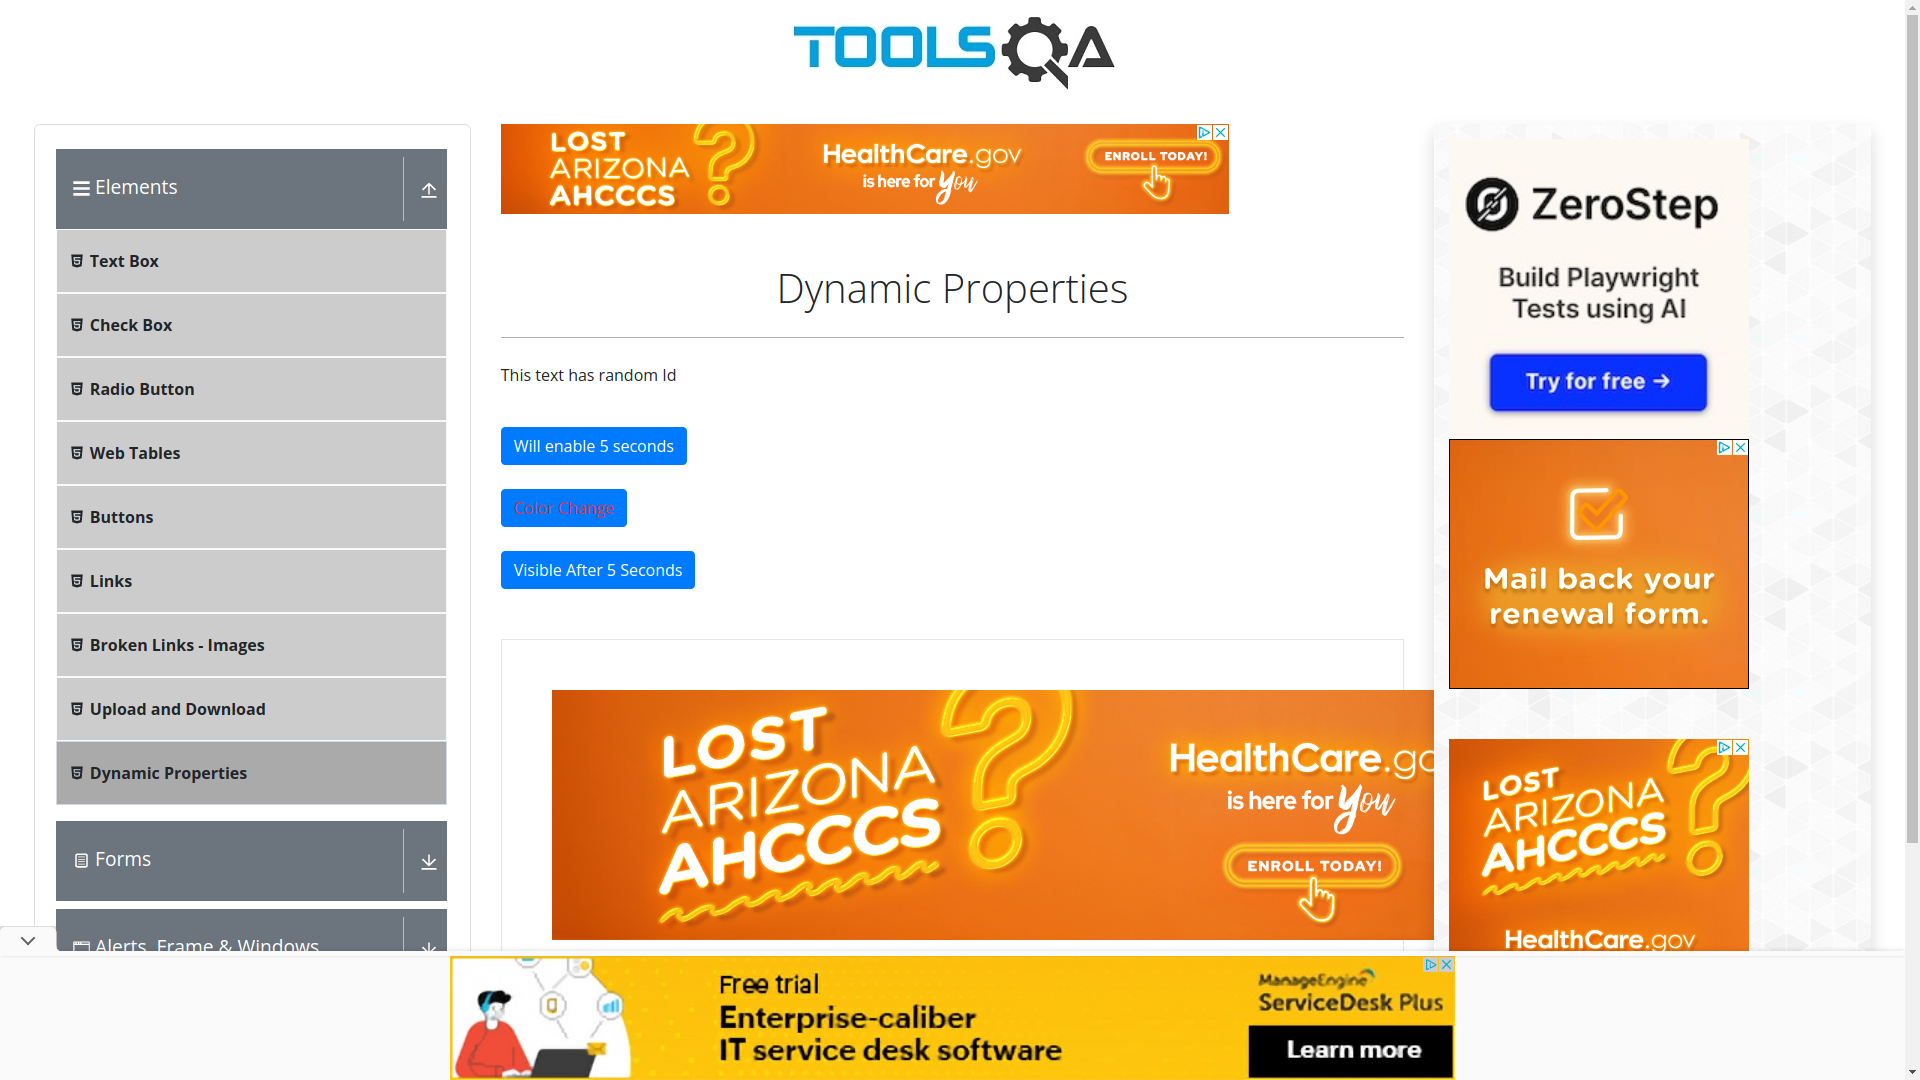 TOOLSQA
Elements
Text Box
Check Box
Radio Button
Web Tables
Buttons
Links
Broken Links - Images
Upload and Download
Dynamic Properties
Forms
Alerts, Frame & Windows
LOST
ARIZONA
AHCCCS
?
HealthCare.gov
is here for You
ENROLL TODAY!
Dynamic Properties
This text has random Id
Will enable 5 seconds
Color Change
Visible After 5 Seconds
LOST
ARIZONA
AHCCCS
?
HealthCare.go
is here for You
ENROLL TODAY!
ZeroStep
Build Playwright
Tests using AI
Try for free →
Mail back your
renewal form.
LOST
ARIZONA
AHCCCS
?
HealthCare.gov
Free trial
Enterprise-caliber
IT service desk software
ManageEngine
ServiceDesk Plus
Learn more